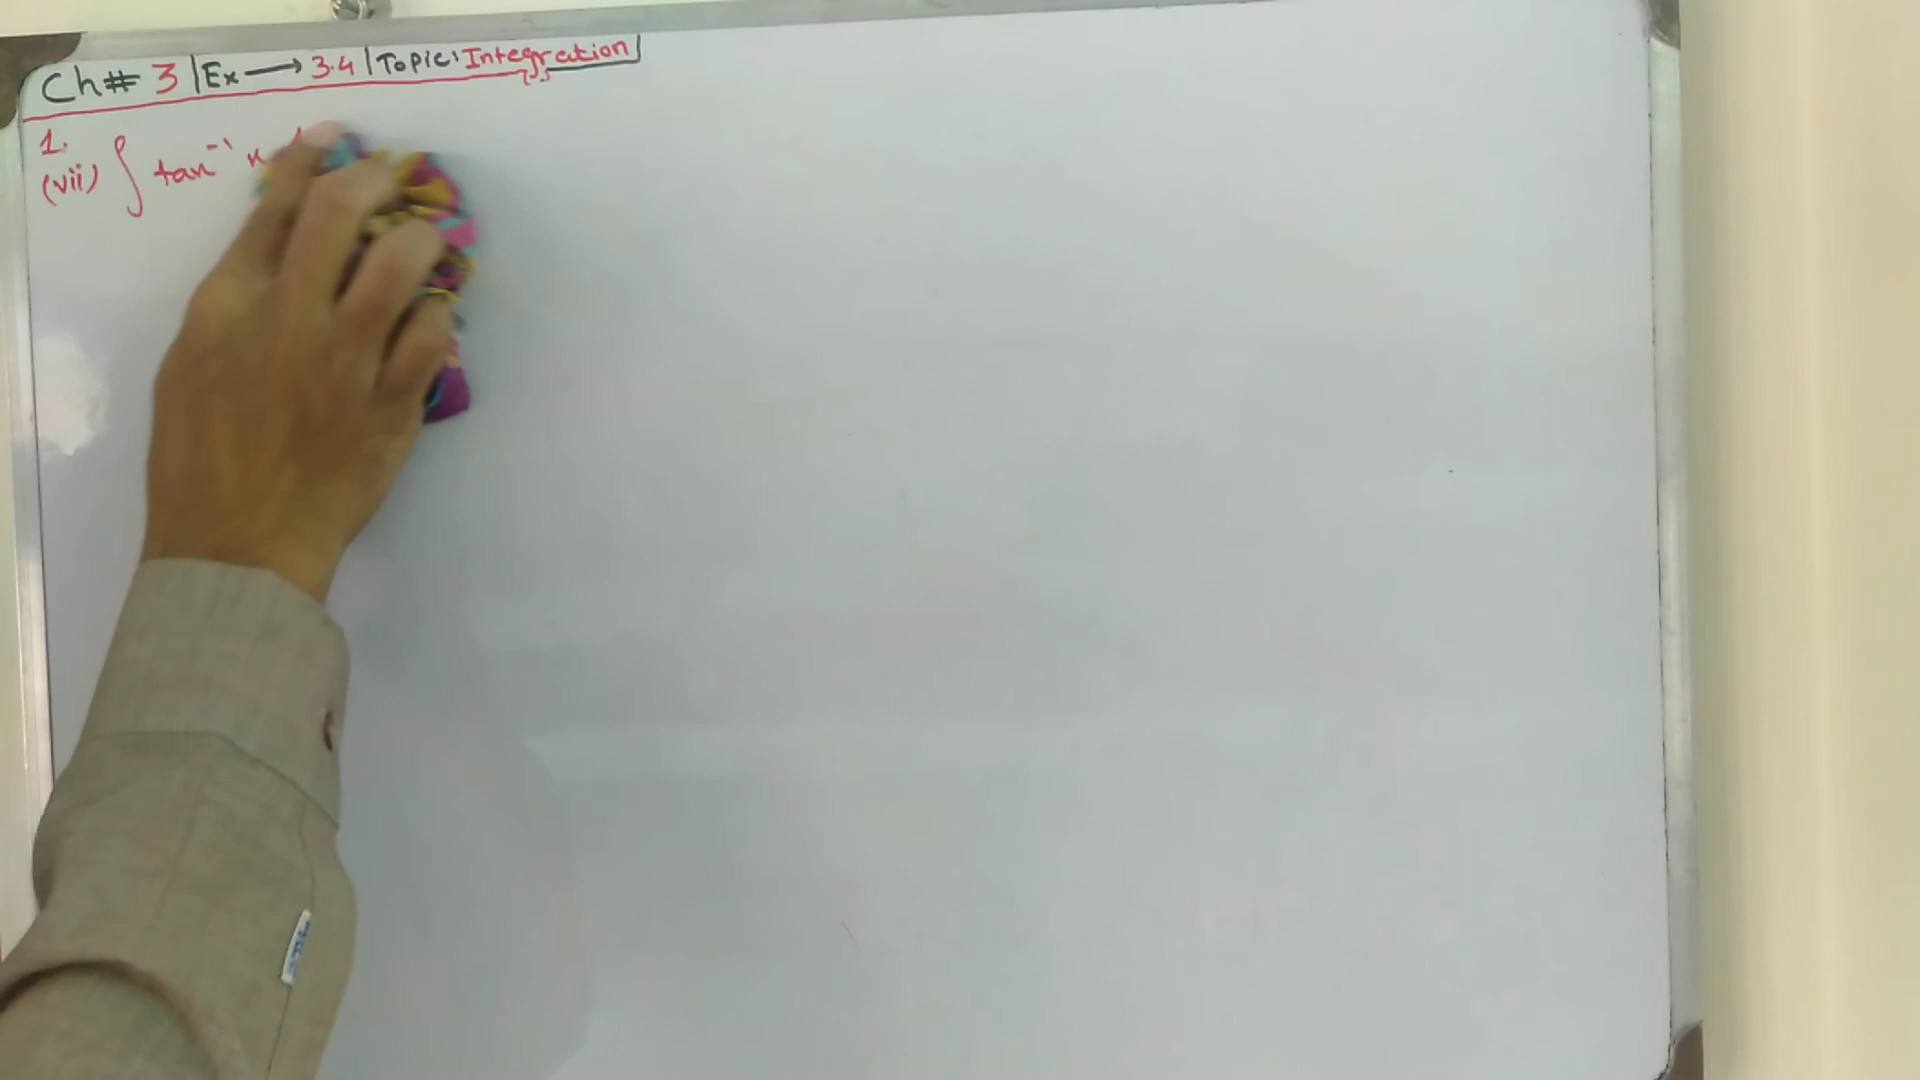 Ch# 3 | Ex → 3.4 | Topic: Integration
1.
(vii) ∫ tan⁻¹ x